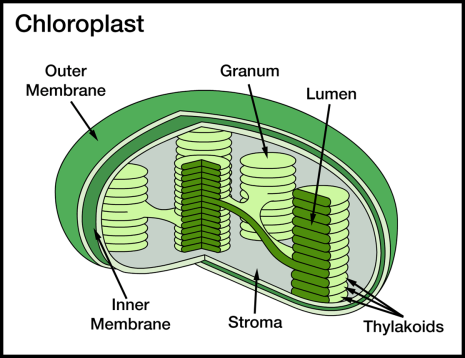 Chloroplast
Outer
Membrane
Granum
Lumen
Inner
Membrane
Stroma
Thylakoids